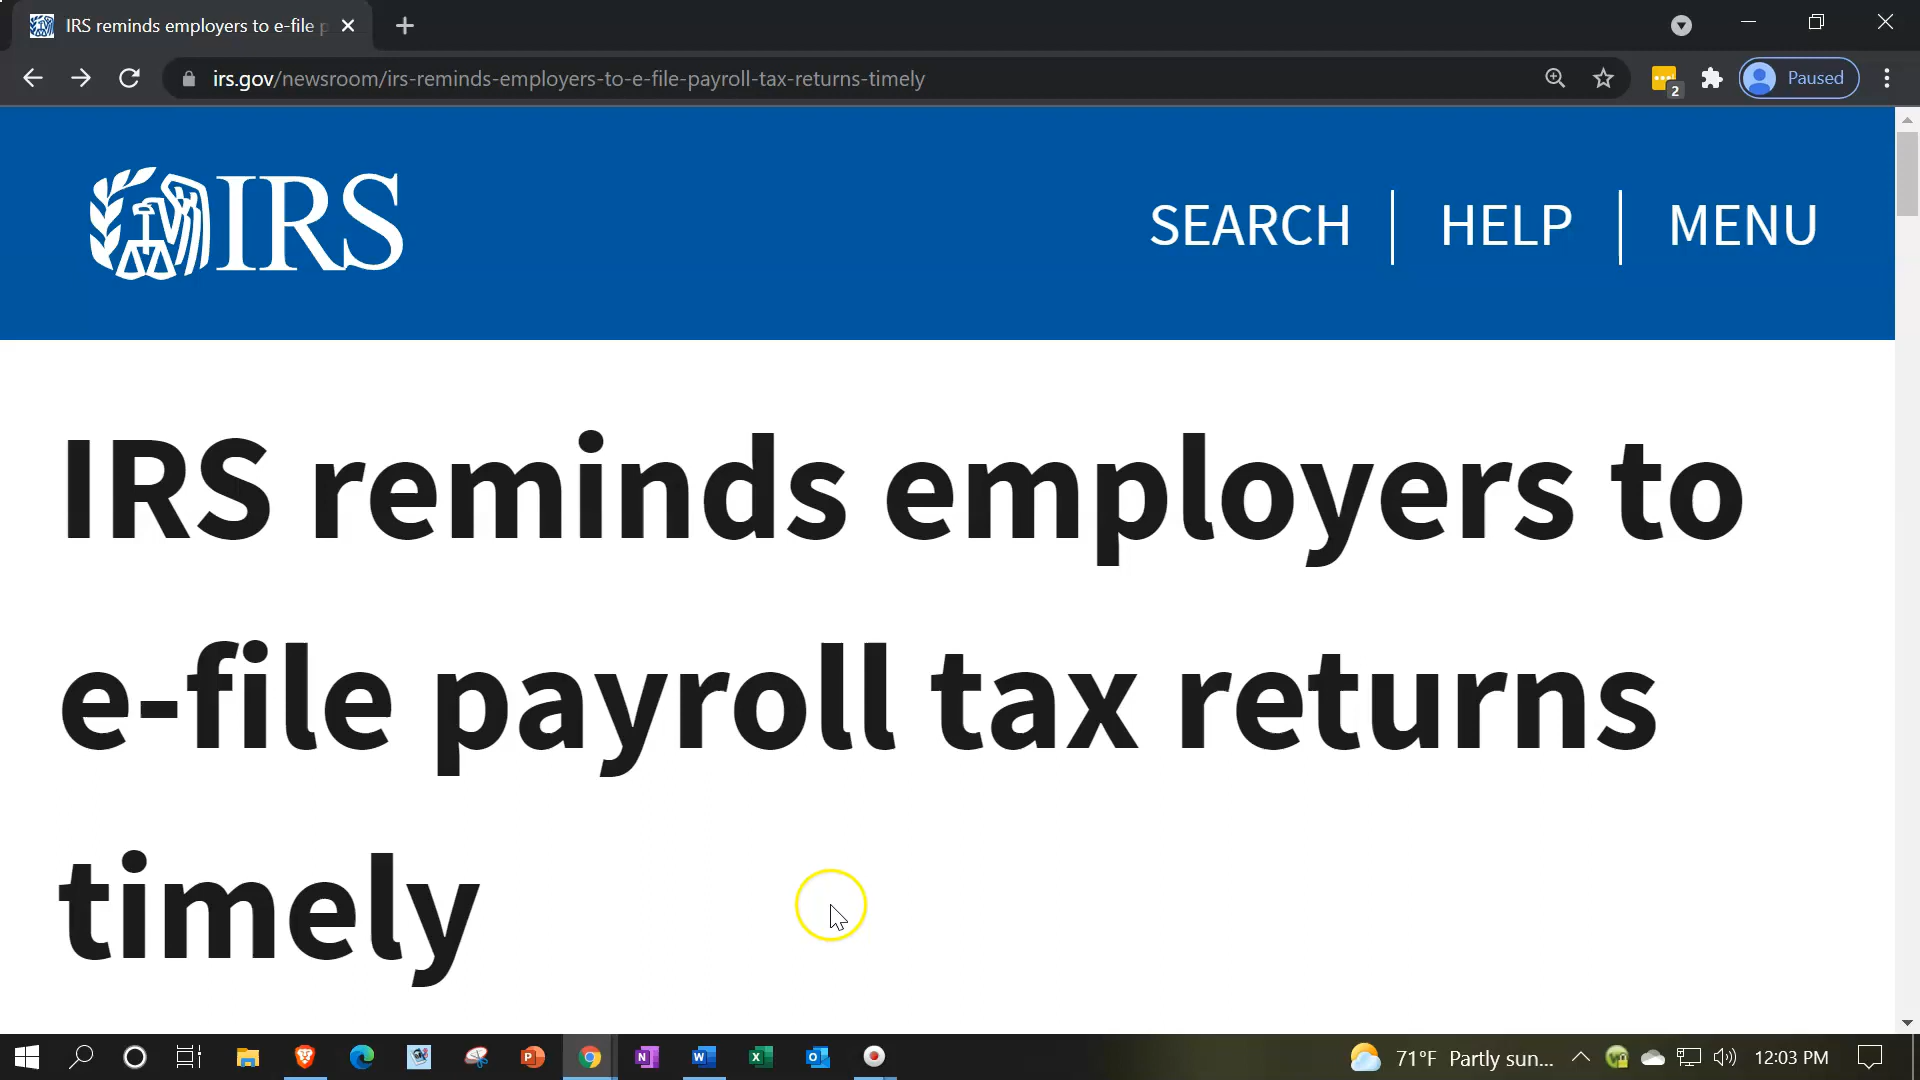 IRS reminds employers to e-file p
irs.gov/newsroom/irs-reminds-employers-to-e-file-payroll-tax-returns-timely
2
Paused
IRS
SEARCH | HELP | MENU
IRS reminds employers to
e-file payroll tax returns
timely
71°F Partly sun...
12:03 PM